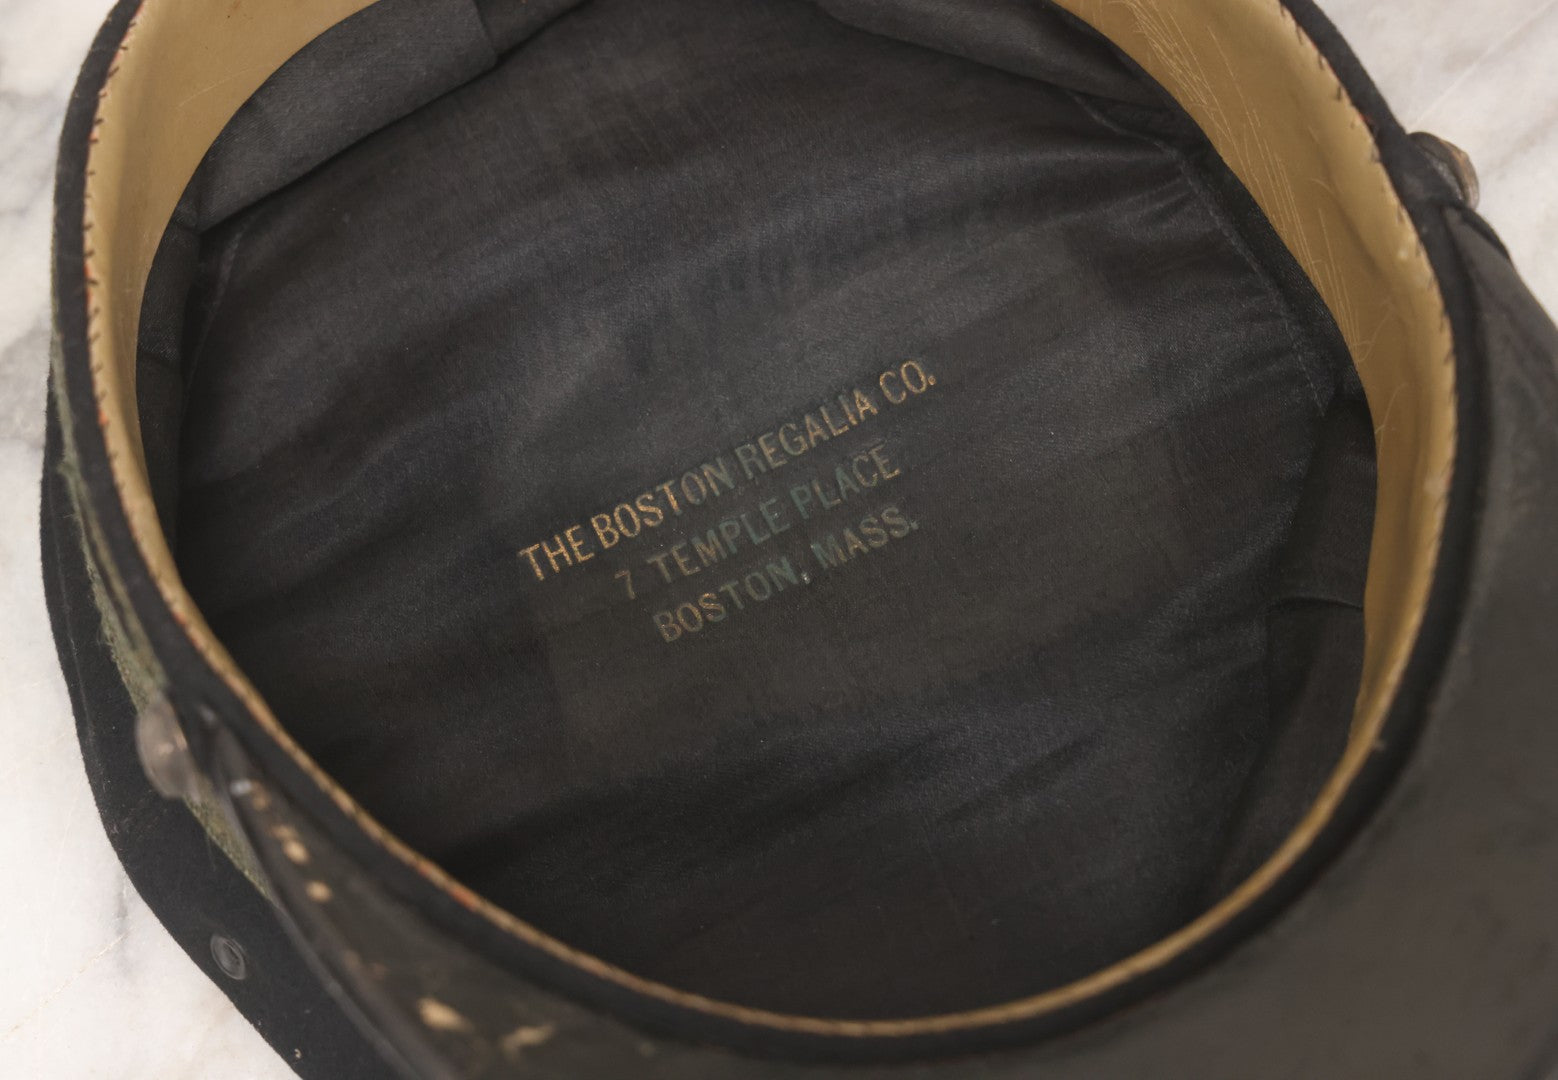 THE BOSTON REGALIA CO.
7 TEMPLE PLACE
BOSTON, MASS.